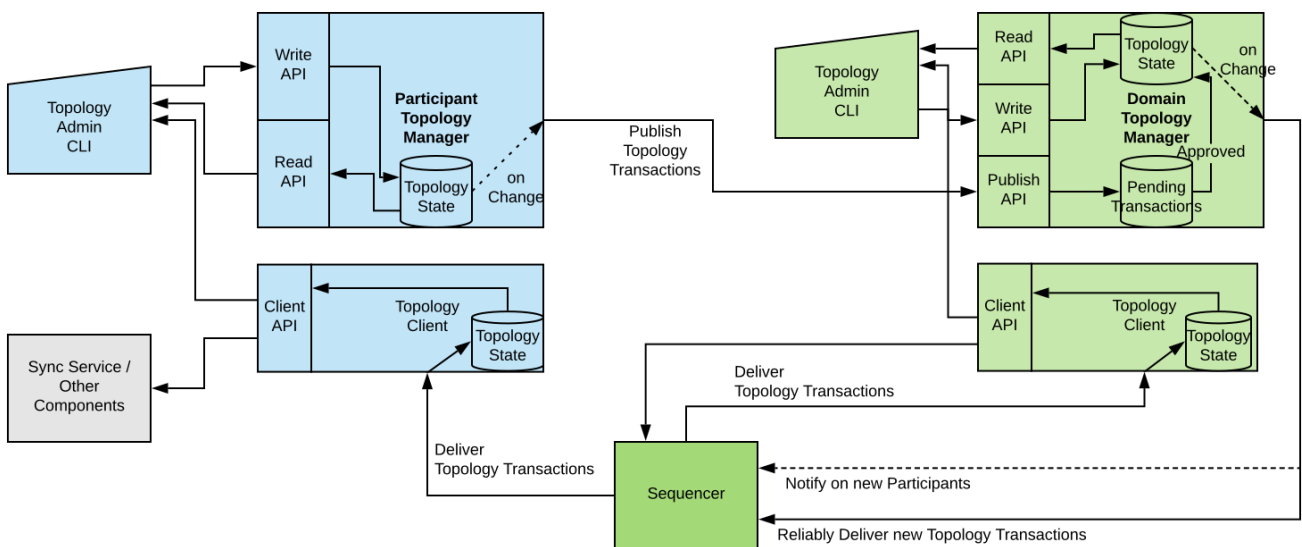 Topology
Admin
CLI
Write
API
Read
API
Participant
Topology
Manager
Topology
State
on
Change
Publish
Topology
Transactions
Topology
Admin
CLI
Read
API
Write
API
Publish
API
Topology
State
on
Change
Domain
Topology
Manager
Approved
Pending
Transactions
Client
API
Topology
Client
Topology
State
Sync Service /
Other
Components
Client
API
Topology
Client
Topology
State
Deliver
Topology Transactions
Deliver
Topology Transactions
Sequencer
Notify on new Participants
Reliably Deliver new Topology Transactions